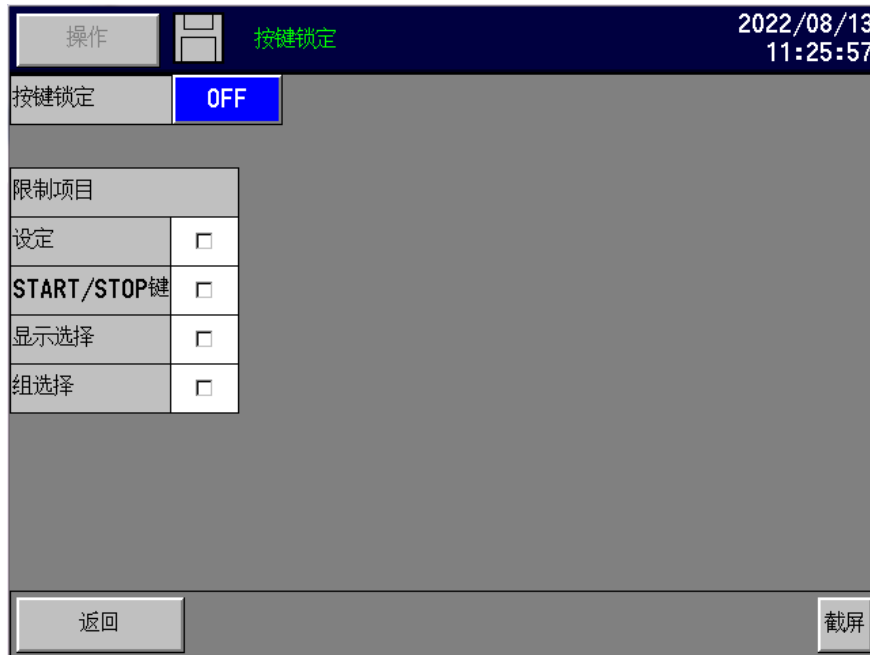 操作
按键锁定
2022/08/13
11:25:57
按键锁定 OFF
限制项目
设定
START/STOP键
显示选择
组选择
返回
截屏